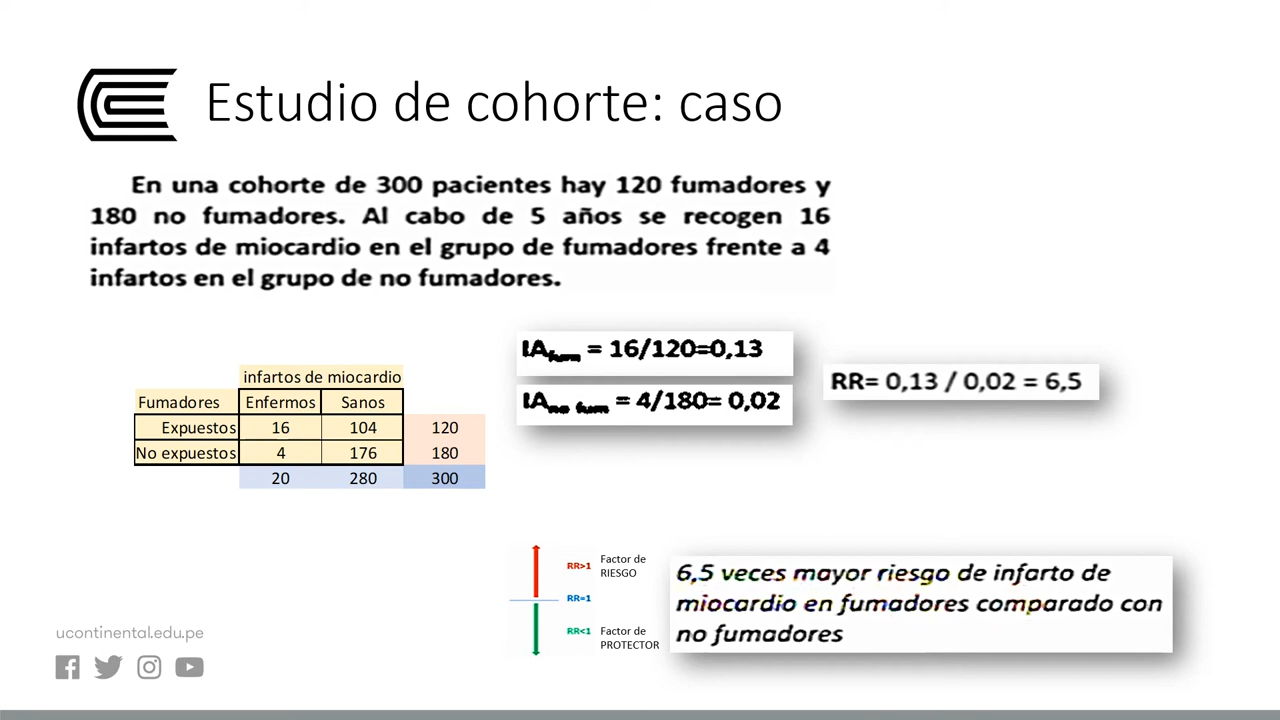 Estudio de cohorte: caso
En una cohorte de 300 pacientes hay 120 fumadores y
180 no fumadores. Al cabo de 5 años se recogen 16
infartos de miocardio en el grupo de fumadores frente a 4
infartos en el grupo de no fumadores.
infartos de miocardio
Fumadores Enfermos Sanos
Expuestos 16 104 120
No expuestos 4 176 180
20 280 300
IAfum = 16/120=0,13
IAno fum = 4/180= 0,02
RR= 0,13 / 0,02 = 6,5
RR>1 Factor de
RIESGO
RR=1
RR<1 Factor de
PROTECTOR
6,5 veces mayor riesgo de infarto de
miocardio en fumadores comparado con
no fumadores
ucontinental.edu.pe